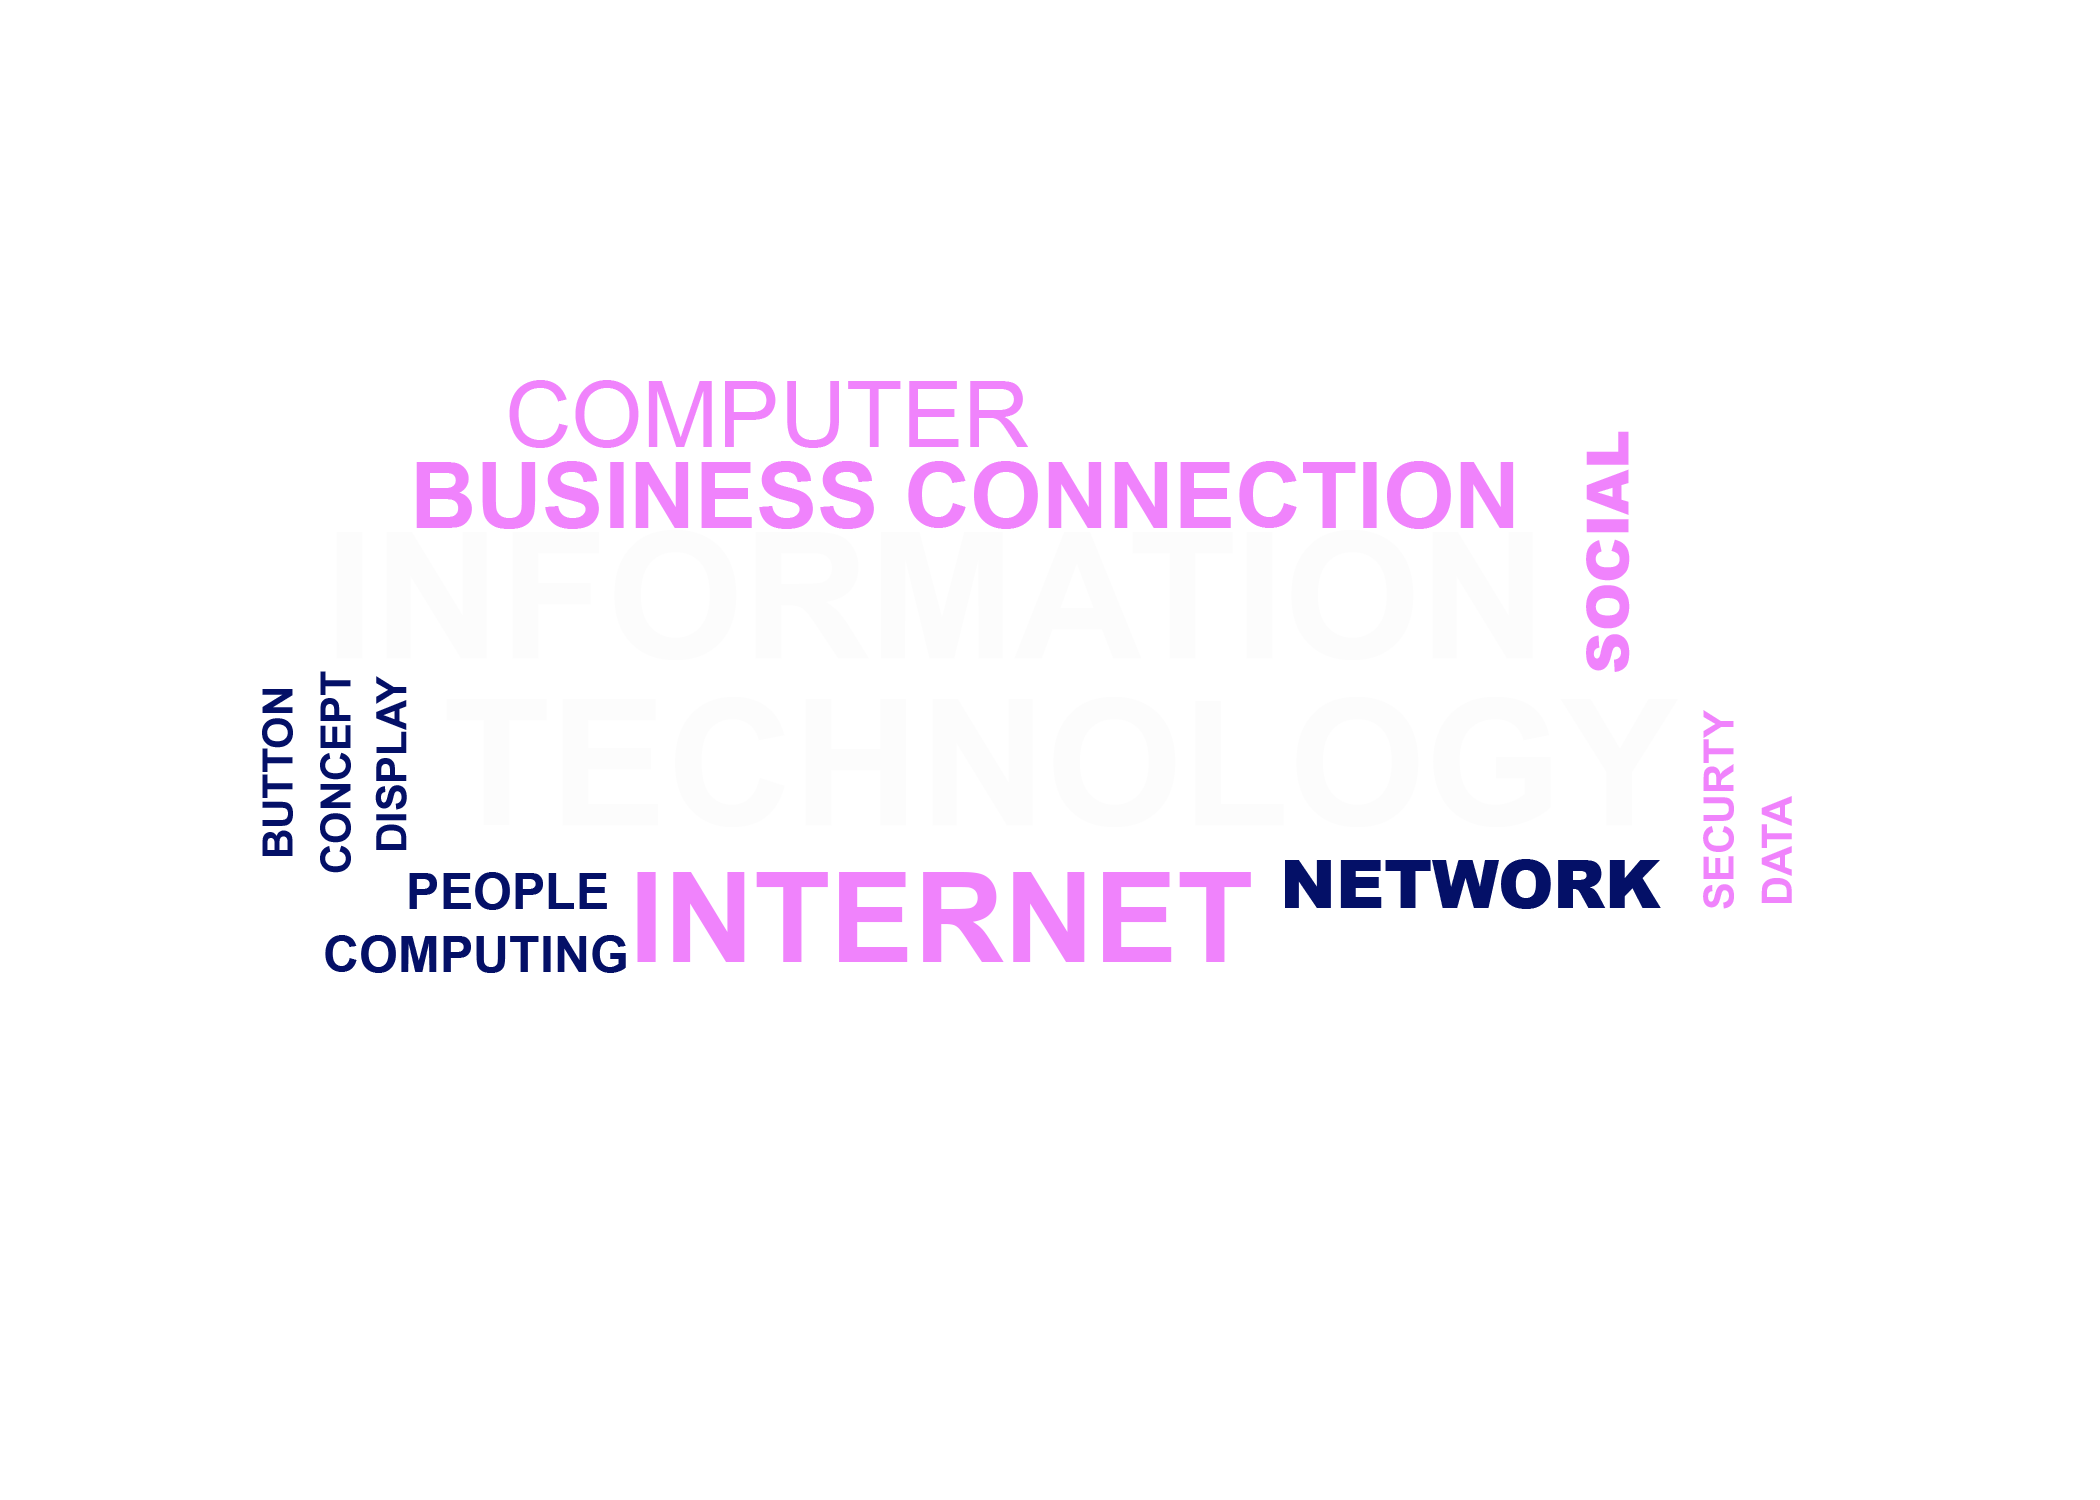 COMPUTER
BUSINESS CONNECTION
SOCIAL
INFORMATION
TECHNOLOGY
BUTTON
CONCEPT
DISPLAY
SECURTY
DATA
PEOPLE
INTERNET
NETWORK
COMPUTING